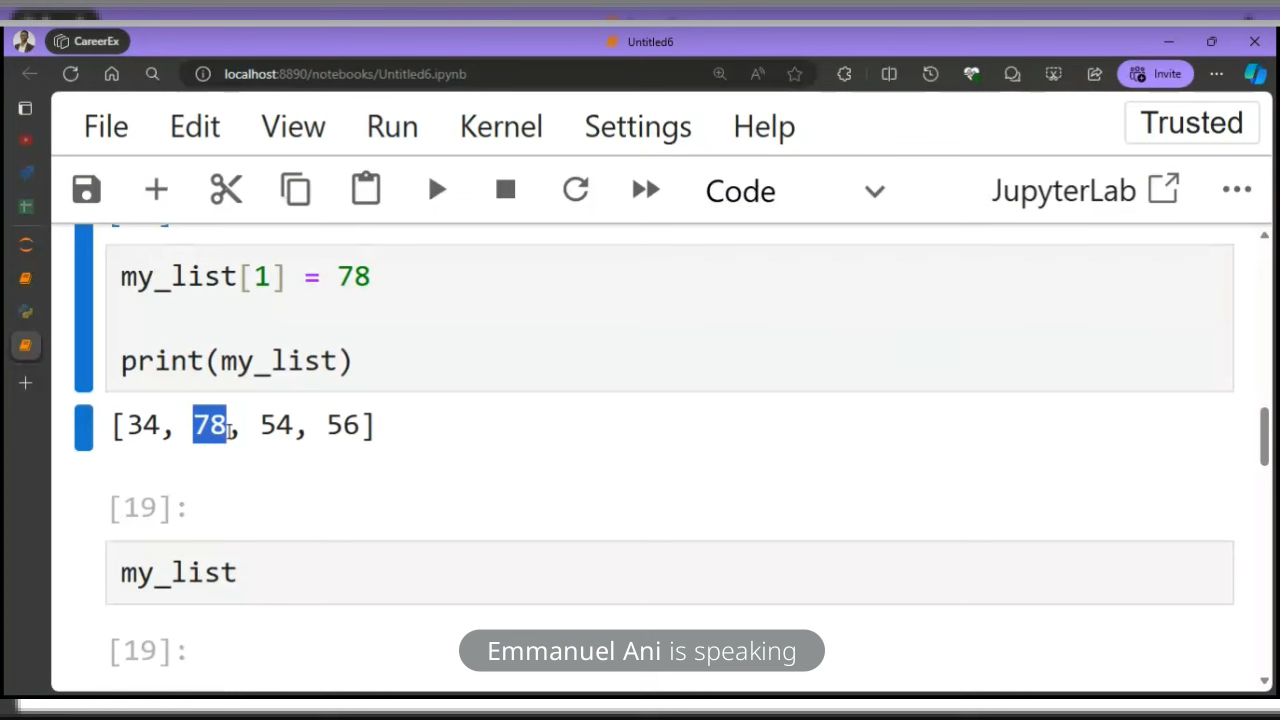 CareerEx
Untitled6
localhost:8890/notebooks/Untitled6.ipynb
Invite
File Edit View Run Kernel Settings Help
Trusted
Code
JupyterLab
my_list[1] = 78
print(my_list)
[34, 78, 54, 56]
[19]:
my_list
[19]:
Emmanuel Ani is speaking